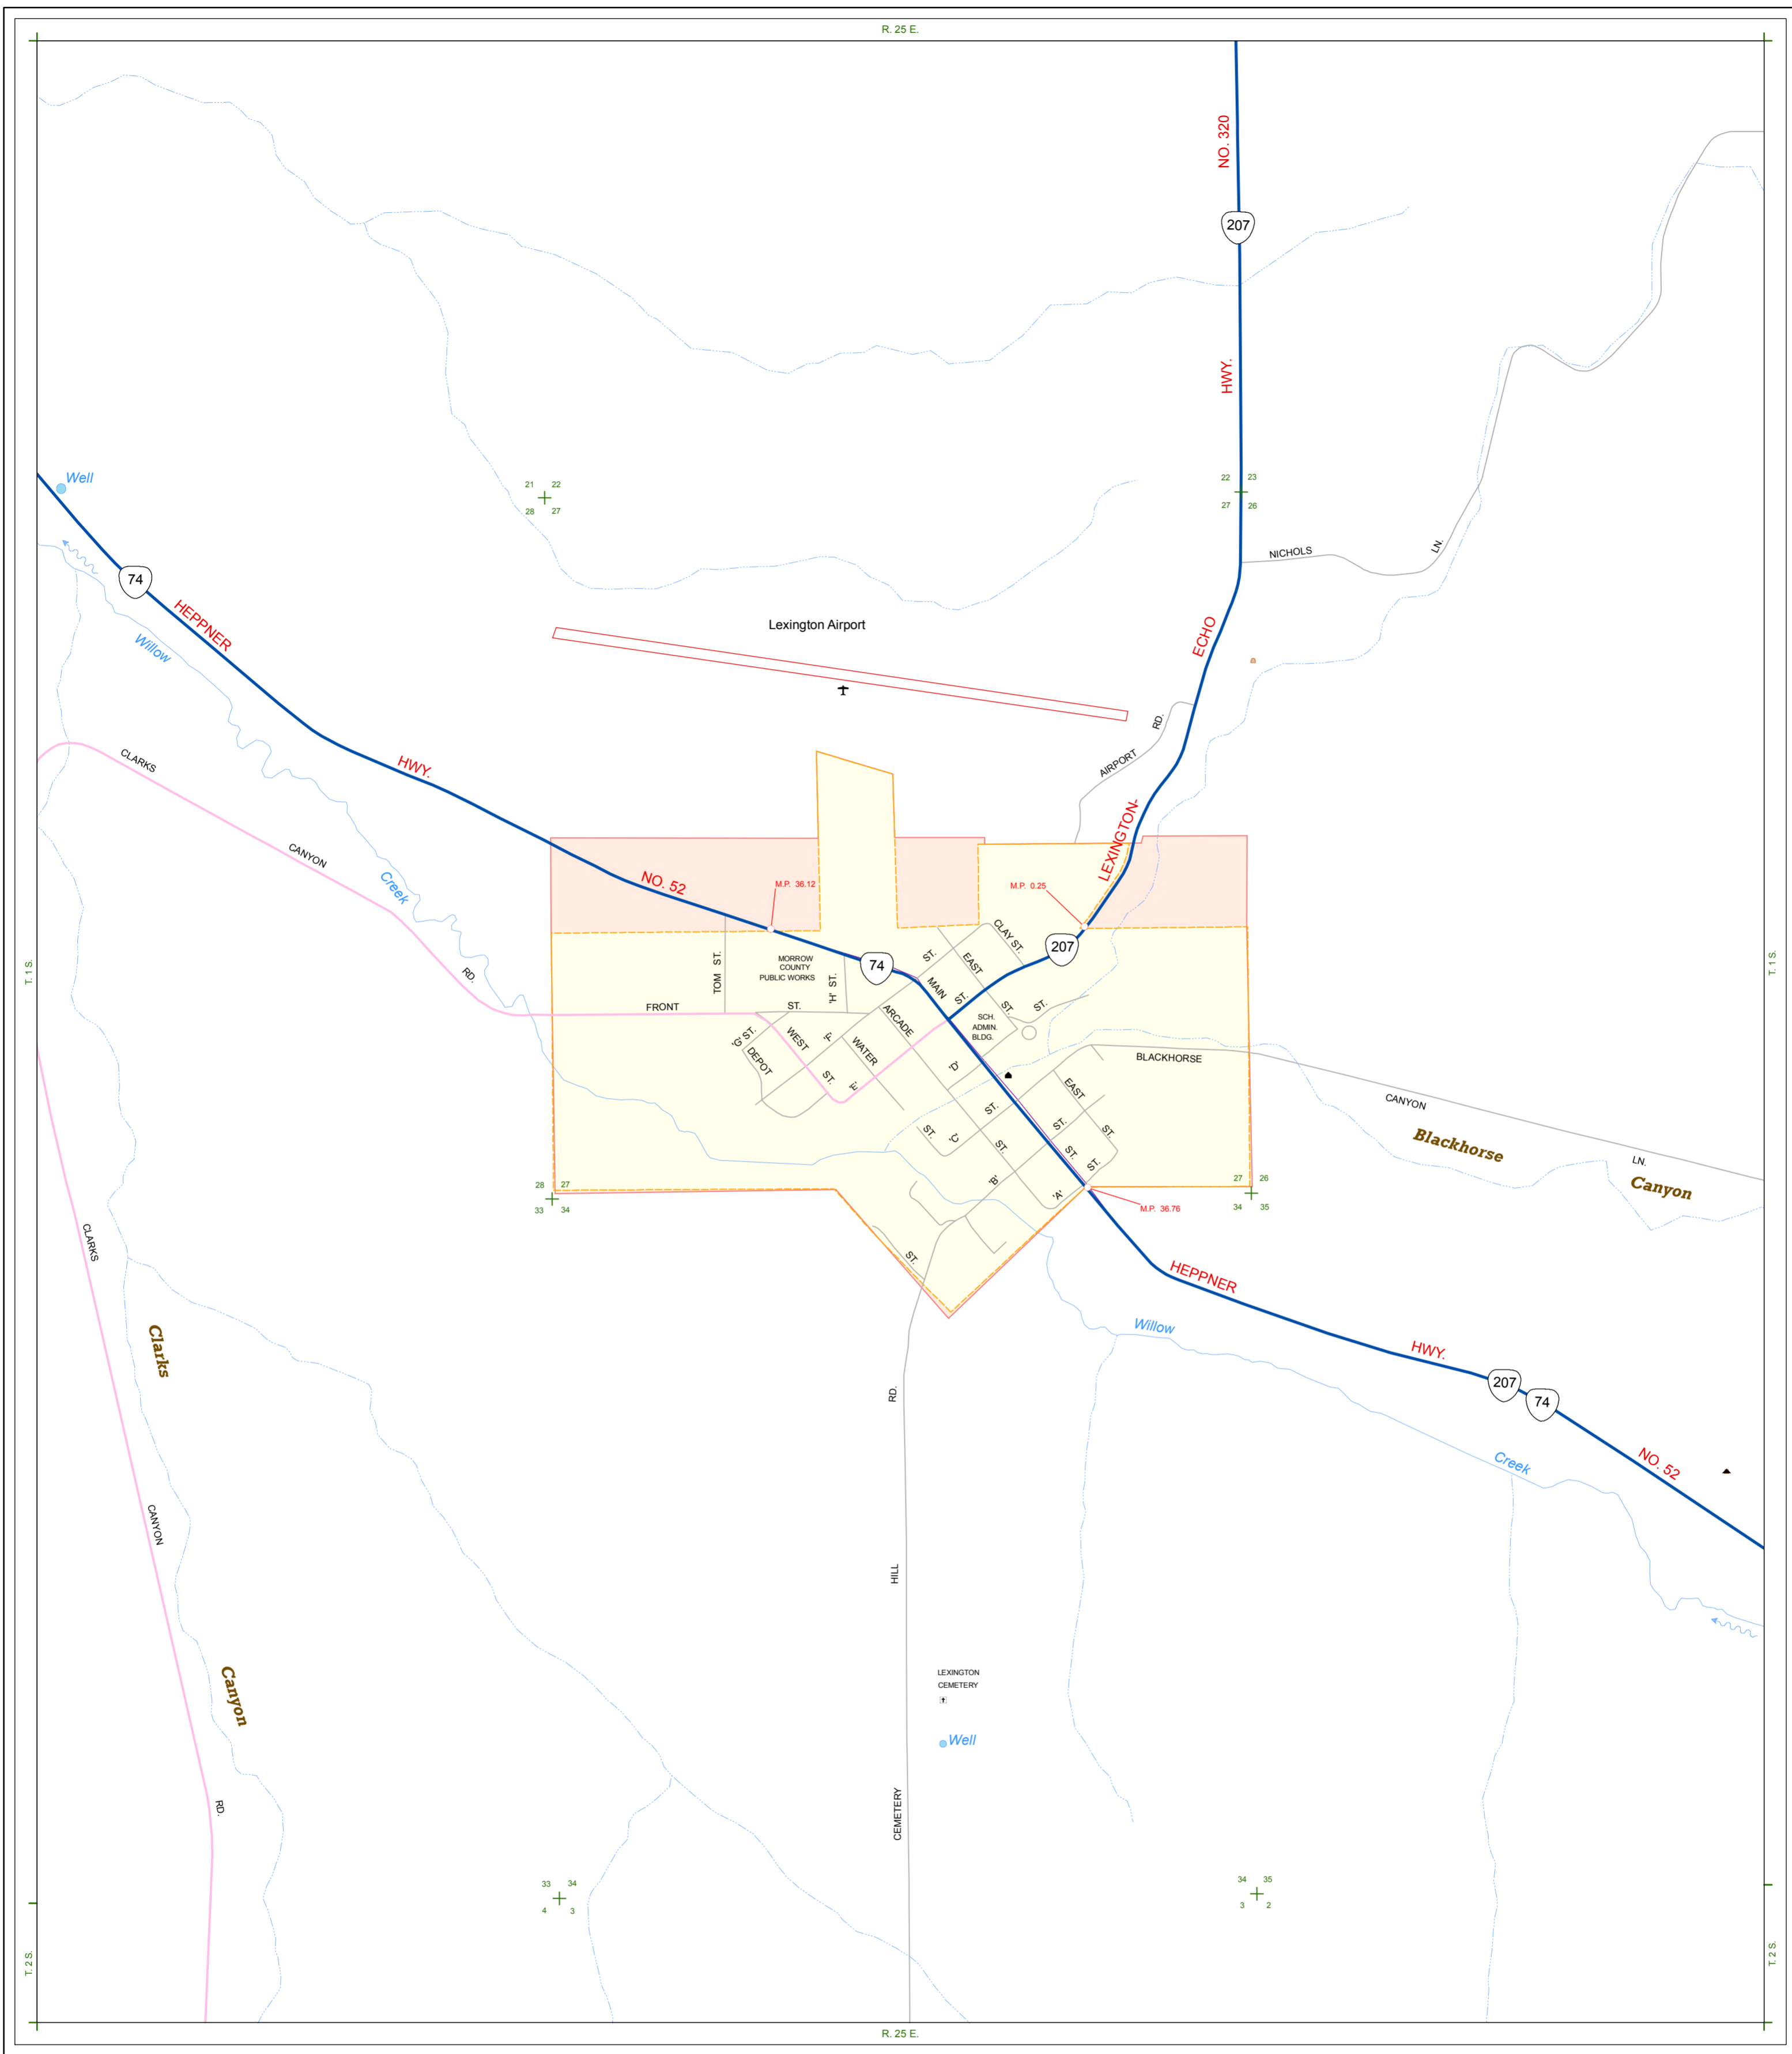 R. 25 E.
NO. 320
207
HWY.
Well
21 22
28 27
22 23
27 26
74
HEPPNER
Willow
NICHOLS
LN.
Lexington Airport
ECHO
RD.
AIRPORT
CLARKS
HWY.
LEXINGTON-
CANYON
Creek
NO. 52
M.P. 36.12
M.P. 0.25
RD.
T. 1 S.
T. 1 S.
TOM ST.
MORROW
COUNTY
PUBLIC WORKS
'H' ST.
74
ST.
MAIN
ST.
EAST
ST.
CLAY ST.
207
FRONT
ST.
ARCADE
SCH.
ADMIN.
BLDG.
ST.
'G' ST.
DEPOT
WEST
ST.
'F'
WATER
'E'
'D'
BLACKHORSE
EAST
ST.
CANYON
Blackhorse
LN.
Canyon
ST.
'C'
ST.
ST.
ST.
ST.
ST.
'B'
'A'
28 27
33 34
27 26
34 35
M.P. 36.76
CLARKS
ST.
HEPPNER
Willow
HWY.
207
74
Clarks
RD.
Creek
NO. 52
CANYON
HILL
Canyon
LEXINGTON
CEMETERY
Well
RD.
CEMETERY
33 34
4 3
34 35
3 2
T. 2 S.
T. 2 S.
R. 25 E.